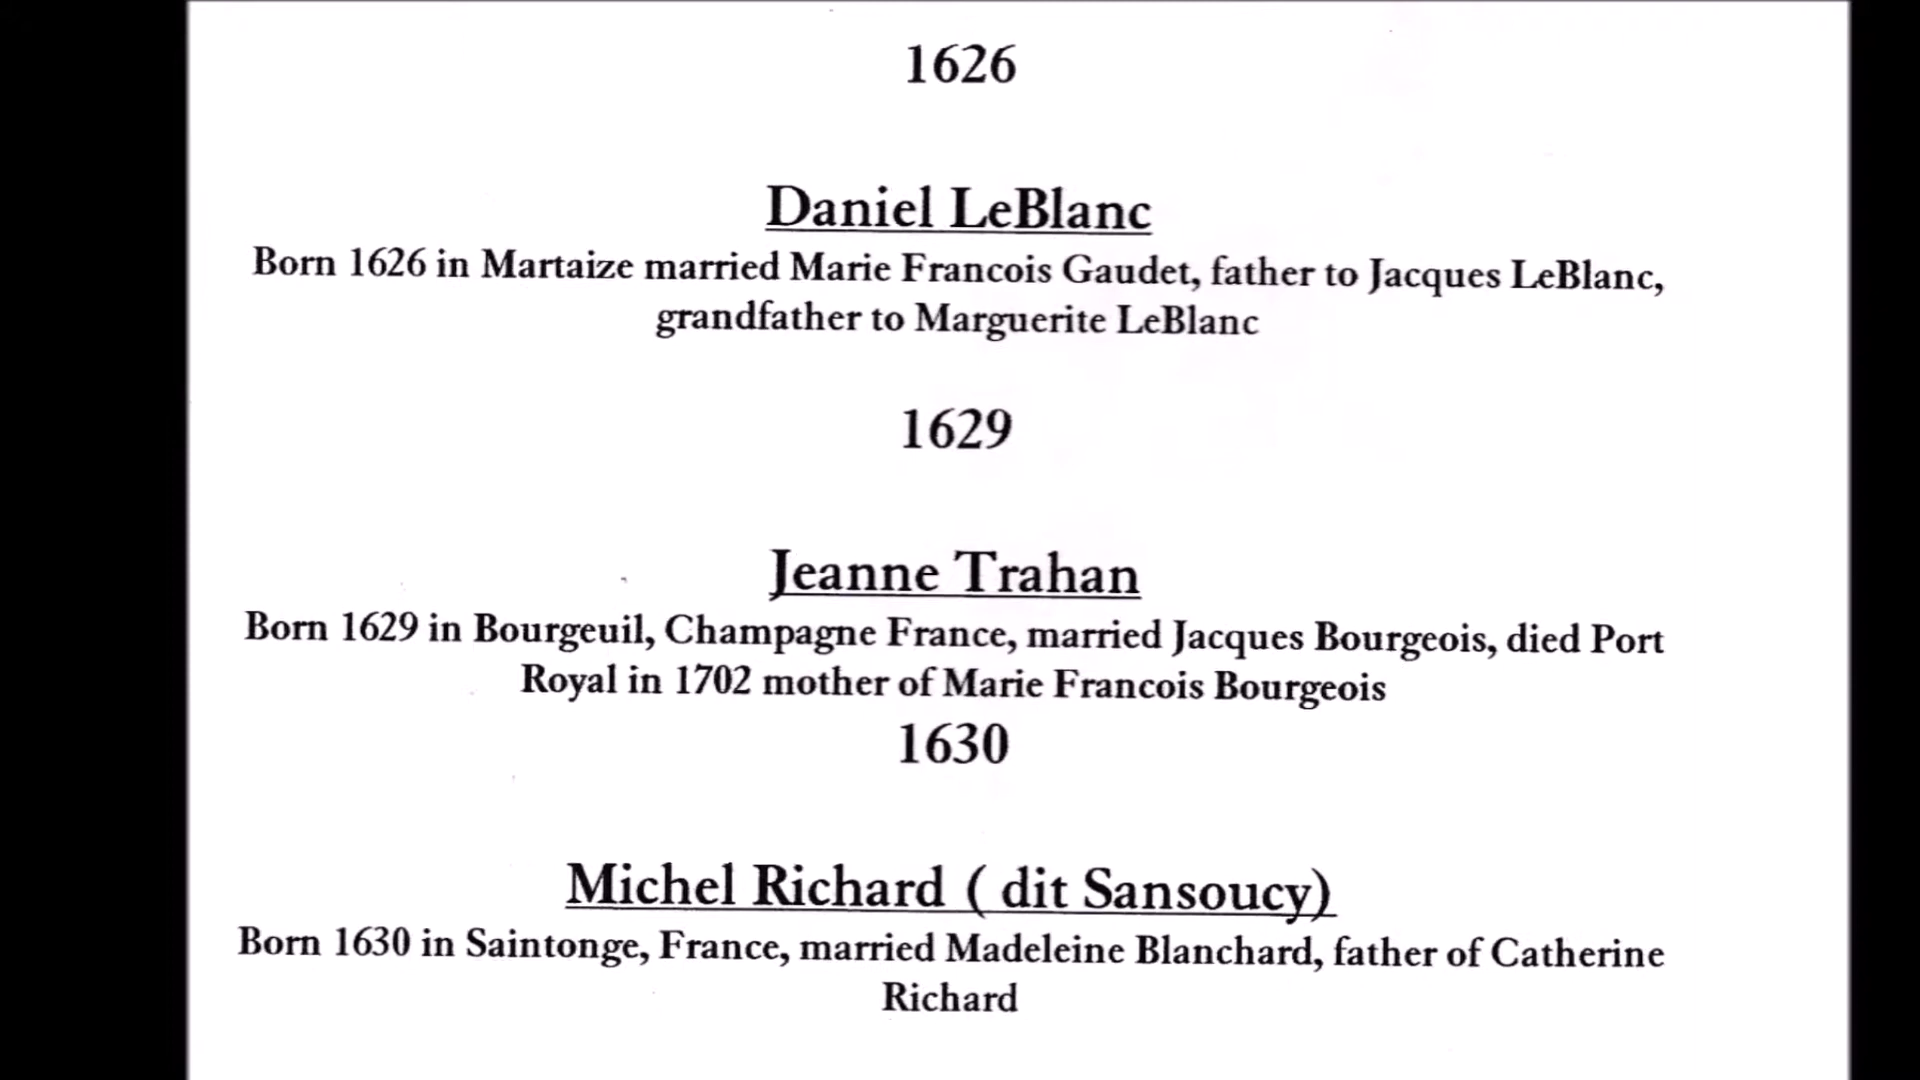 1626
Daniel LeBlanc
Born 1626 in Martaize married Marie Francois Gaudet, father to Jacques LeBlanc,
grandfather to Marguerite LeBlanc
1629
Jeanne Trahan
Born 1629 in Bourgeuil, Champagne France, married Jacques Bourgeois, died Port
Royal in 1702 mother of Marie Francois Bourgeois
1630
Michel Richard ( dit Sansoucy)
Born 1630 in Saintonge, France, married Madeleine Blanchard, father of Catherine
Richard